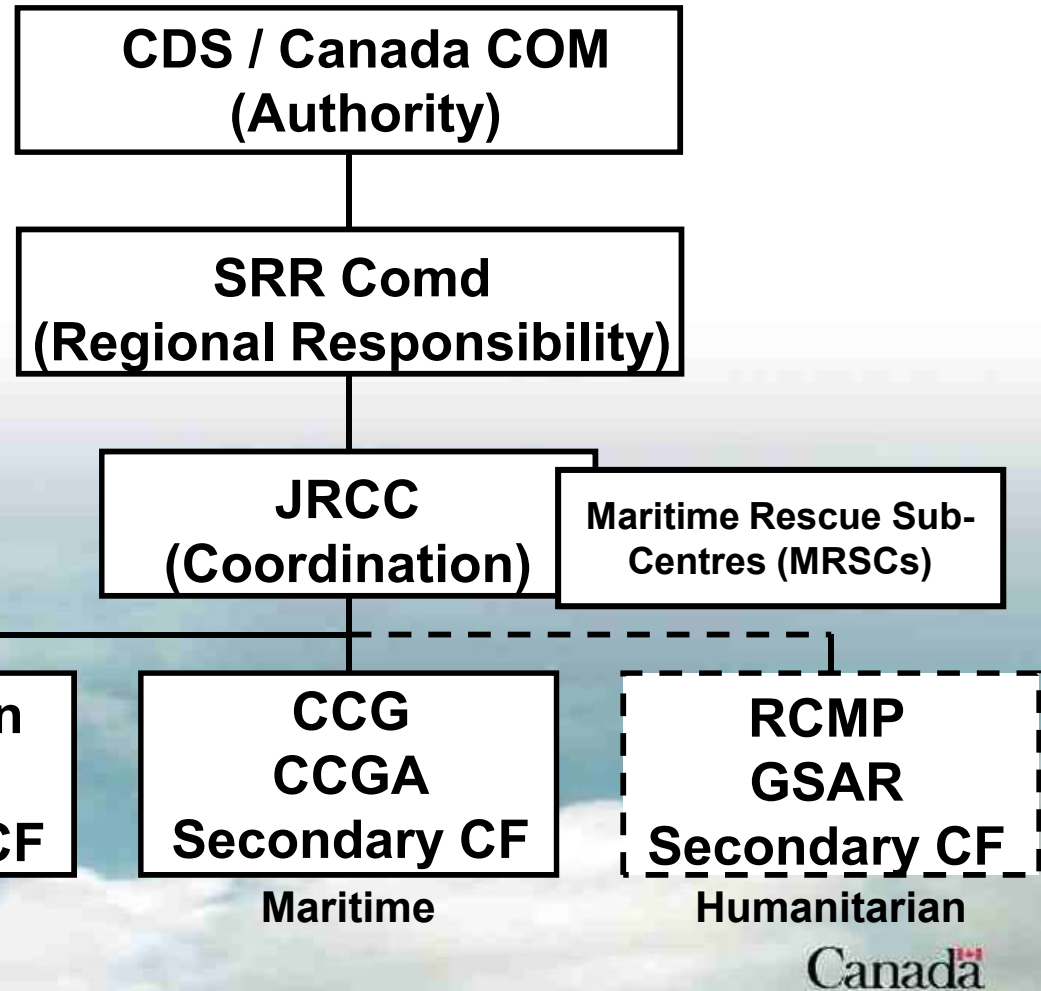 CDS / Canada COM
(Authority)
SRR Comd
(Regional Responsibility)
JRCC
(Coordination)
Maritime Rescue Sub-
Centres (MRSCs)
CF
CCG
CCGA
Secondary CF
Maritime
RCMP
GSAR
Secondary CF
Humanitarian
Canada